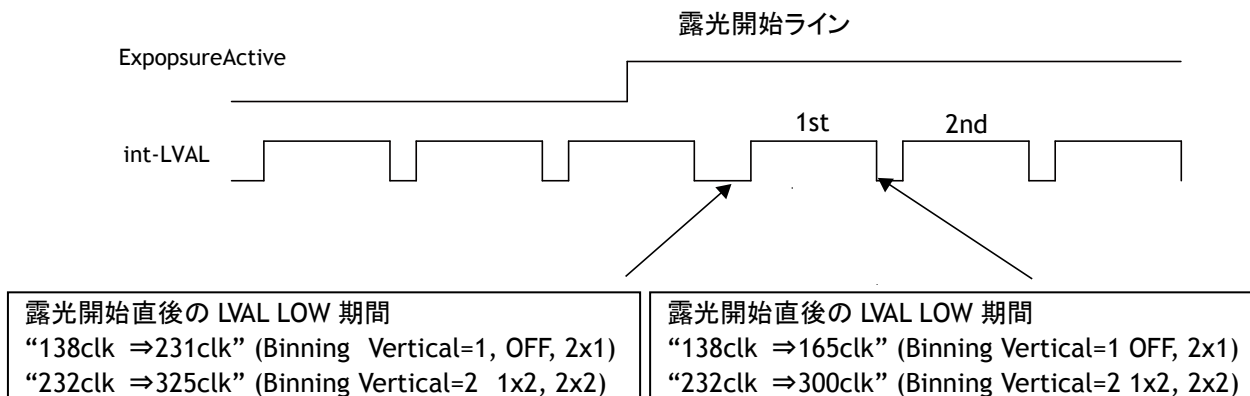 露光開始ライン
ExpopsureActive
1st
2nd
int-LVAL
露光開始直後の LVAL LOW 期間
“138clk ⇒231clk” (Binning Vertical=1, OFF, 2x1)
“232clk ⇒325clk” (Binning Vertical=2 1x2, 2x2)
露光開始直後の LVAL LOW 期間
“138clk ⇒165clk” (Binning Vertical=1 OFF, 2x1)
“232clk ⇒300clk” (Binning Vertical=2 1x2, 2x2)